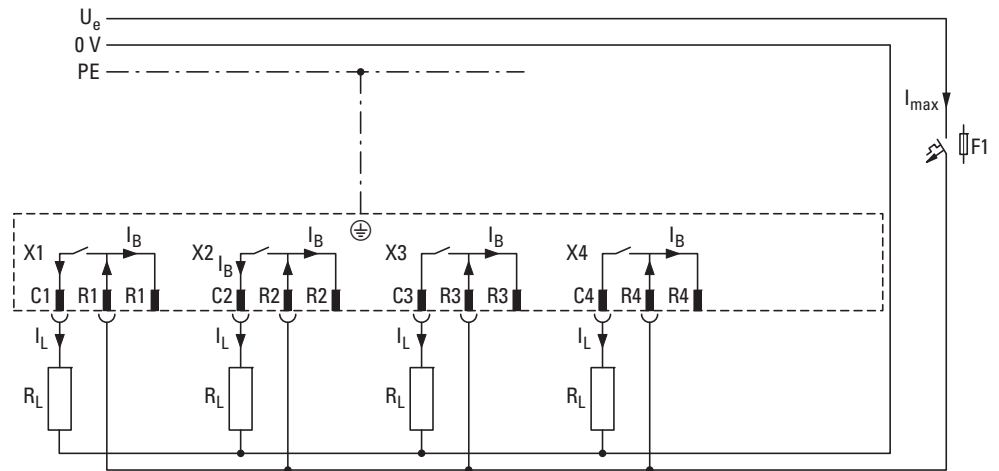 Ue
0 V
PE
Imax
F1
X1 IB X2 IB X3 IB X4 IB
IB
C1 R1 R1 C2 R2 R2 C3 R3 R3 C4 R4 R4
IL IL IL IL
RL RL RL RL